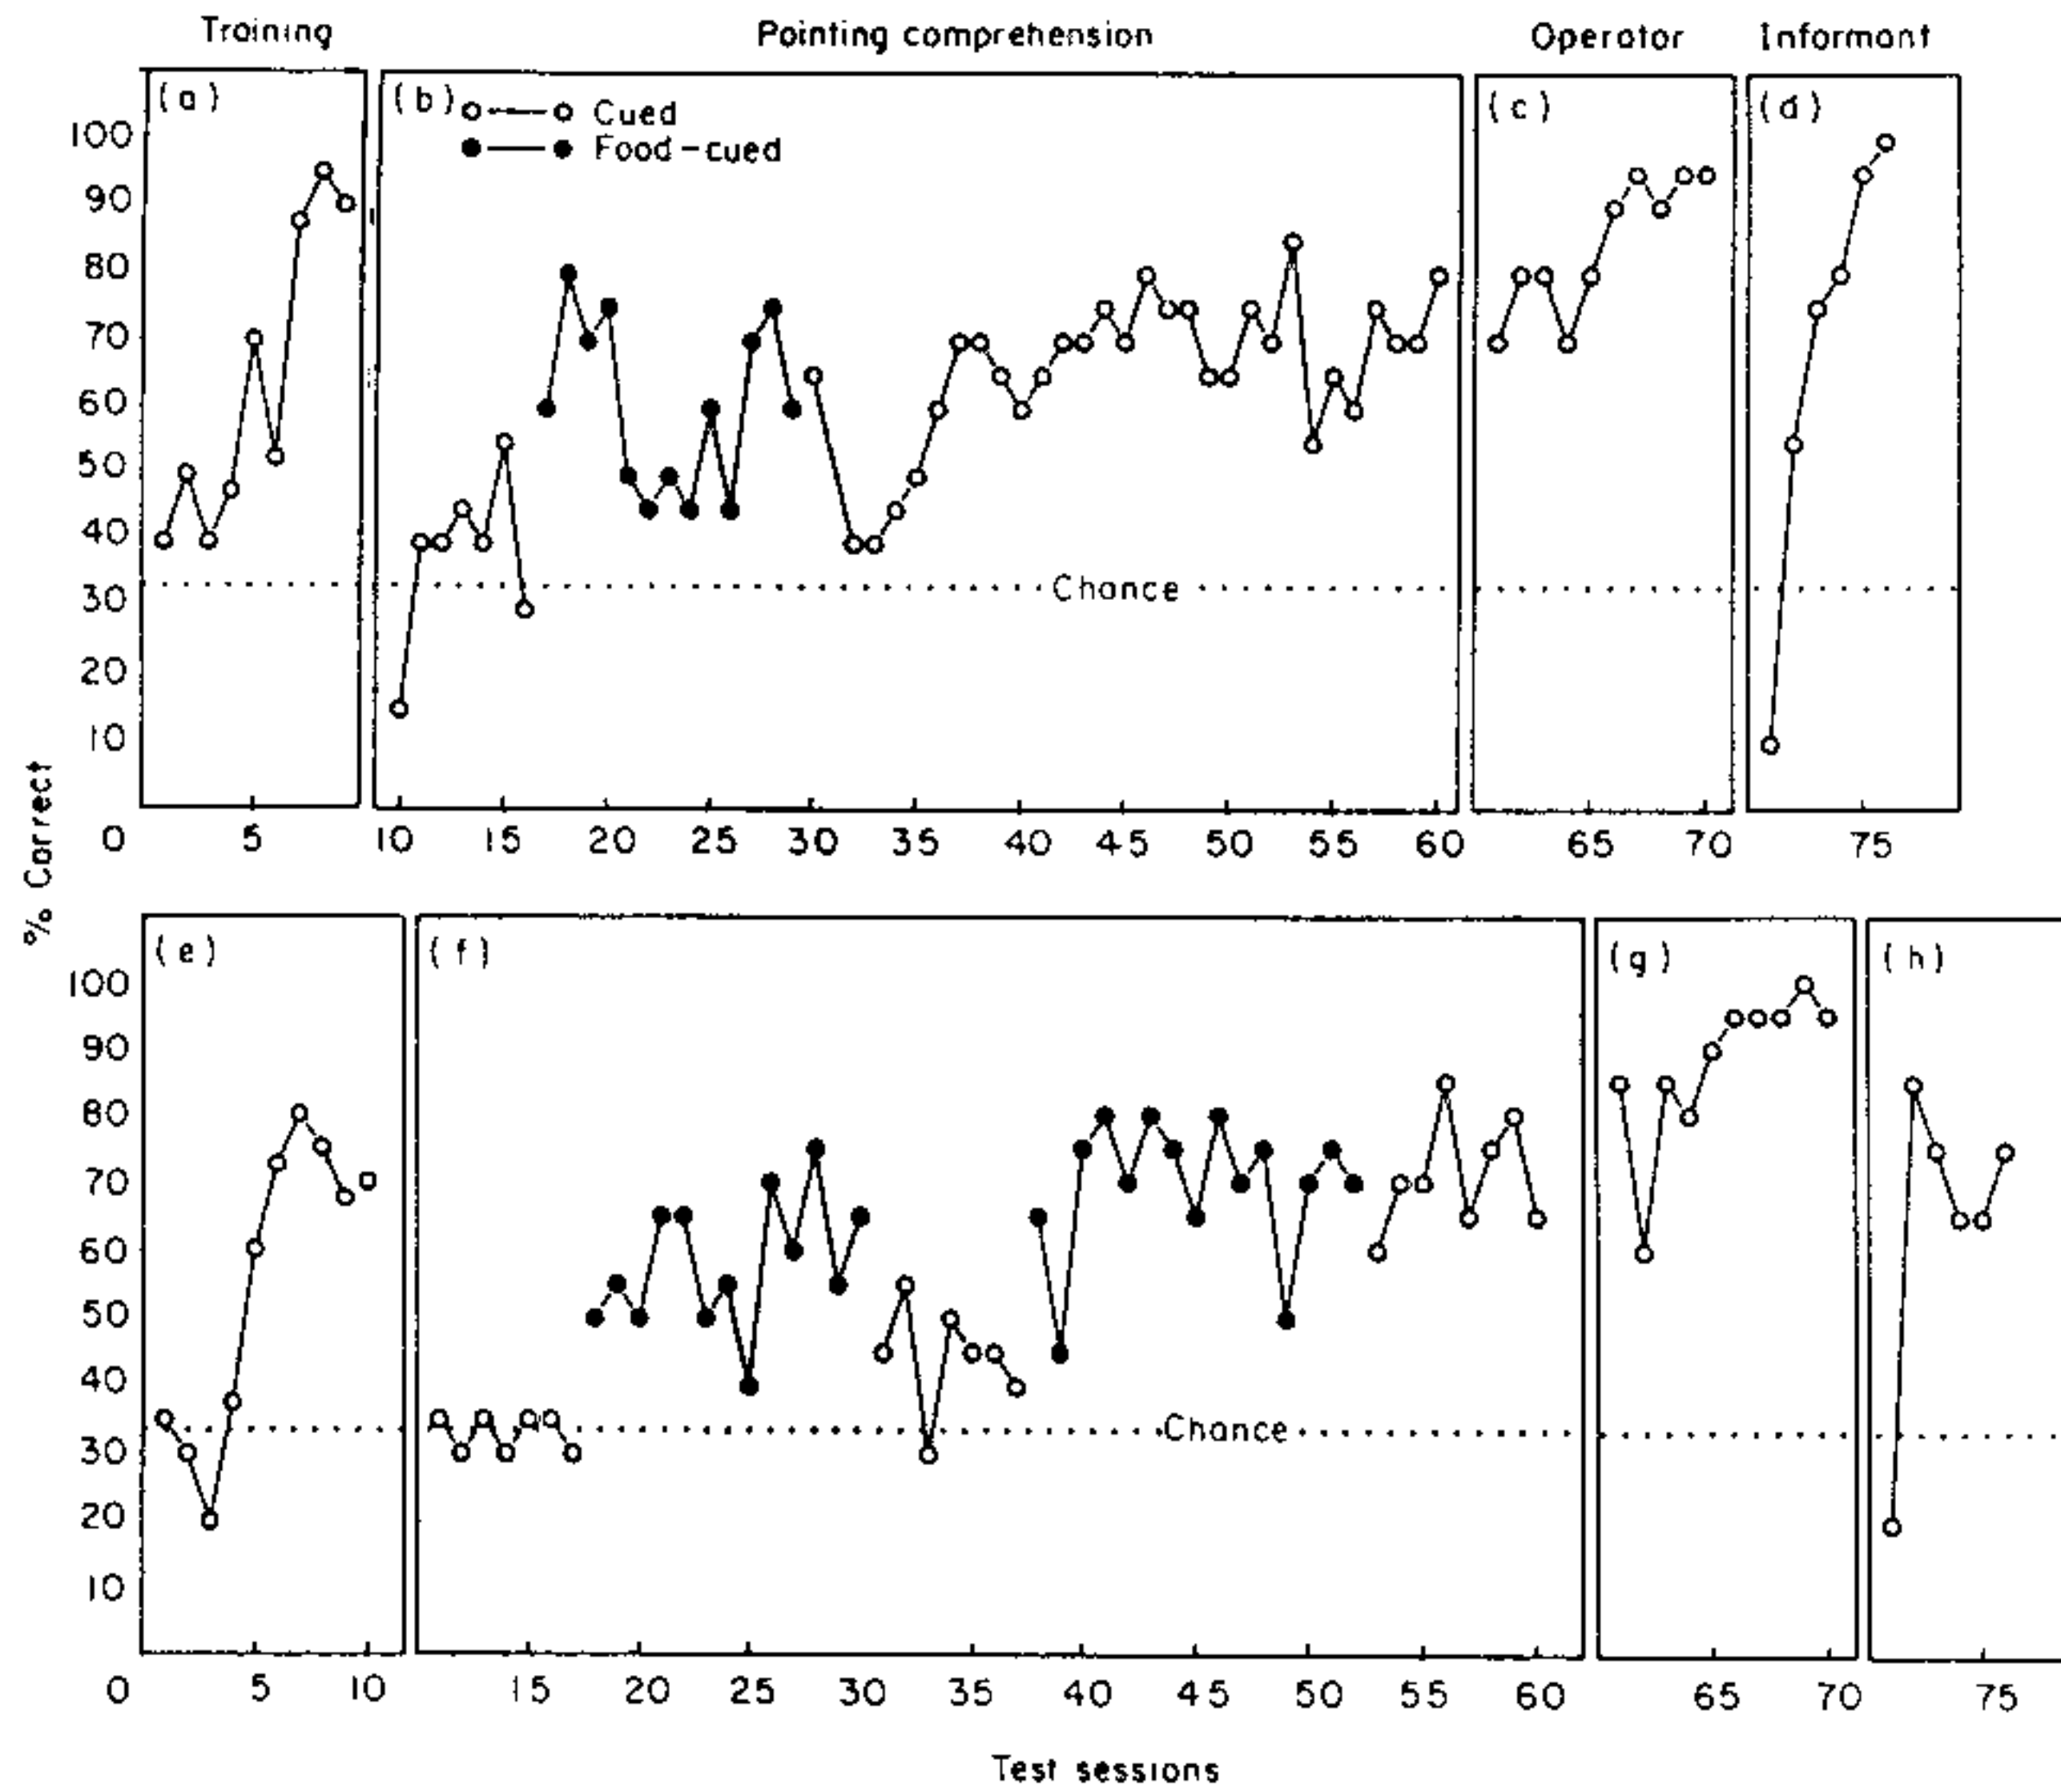 Training Pointing comprehension Operator Informant
(a) (b) (c) (d)
Cued
Food-cued
100
90
80
70
60
50
40
30
20
10
Chance
0 5 10 15 20 25 30 35 40 45 50 55 60 65 70 75
% Correct
(e) (f) (g) (h)
100
90
80
70
60
50
40
30
20
10
Chance
0 5 10 15 20 25 30 35 40 45 50 55 60 65 70 75
Test sessions